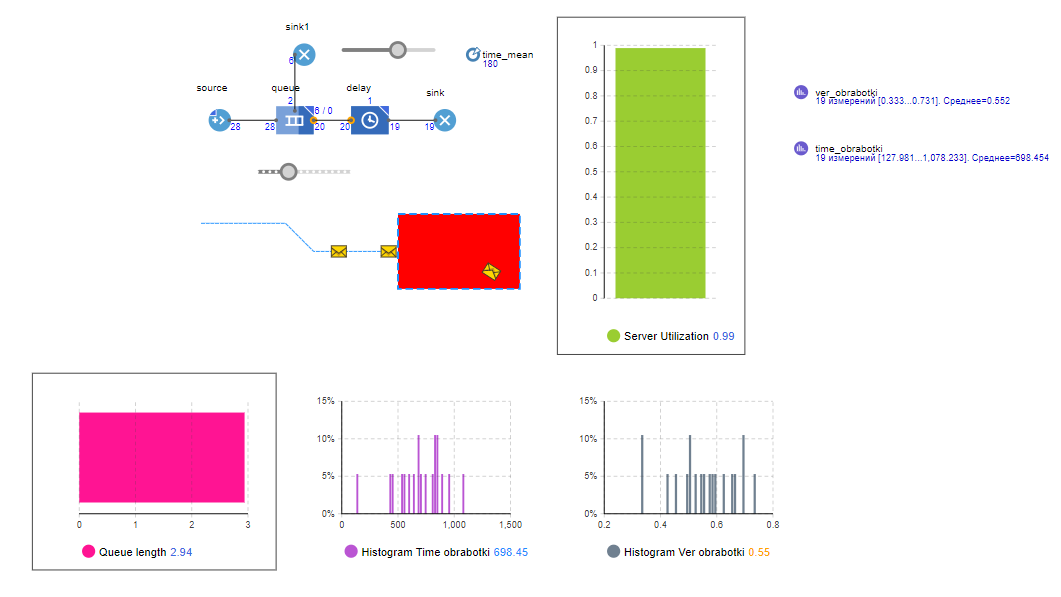 sink1
6
time_mean
180
source
queue
delay
sink
2
1
6 / 0
28
28
20
20
19
19
ver_obrabotki
19 измерений [0.333...0.731]. Среднее=0.552
time_obrabotki
19 измерений [127.981...1,078.233]. Среднее=698.454
1
0.9
0.8
0.7
0.6
0.5
0.4
0.3
0.2
0.1
0
Server Utilization 0.99
0 1 2 3
Queue length 2.94
15%
10%
5%
0%
0 500 1,000 1,500
Histogram Time obrabotki 698.45
15%
10%
5%
0%
0.2 0.4 0.6 0.8
Histogram Ver obrabotki 0.55